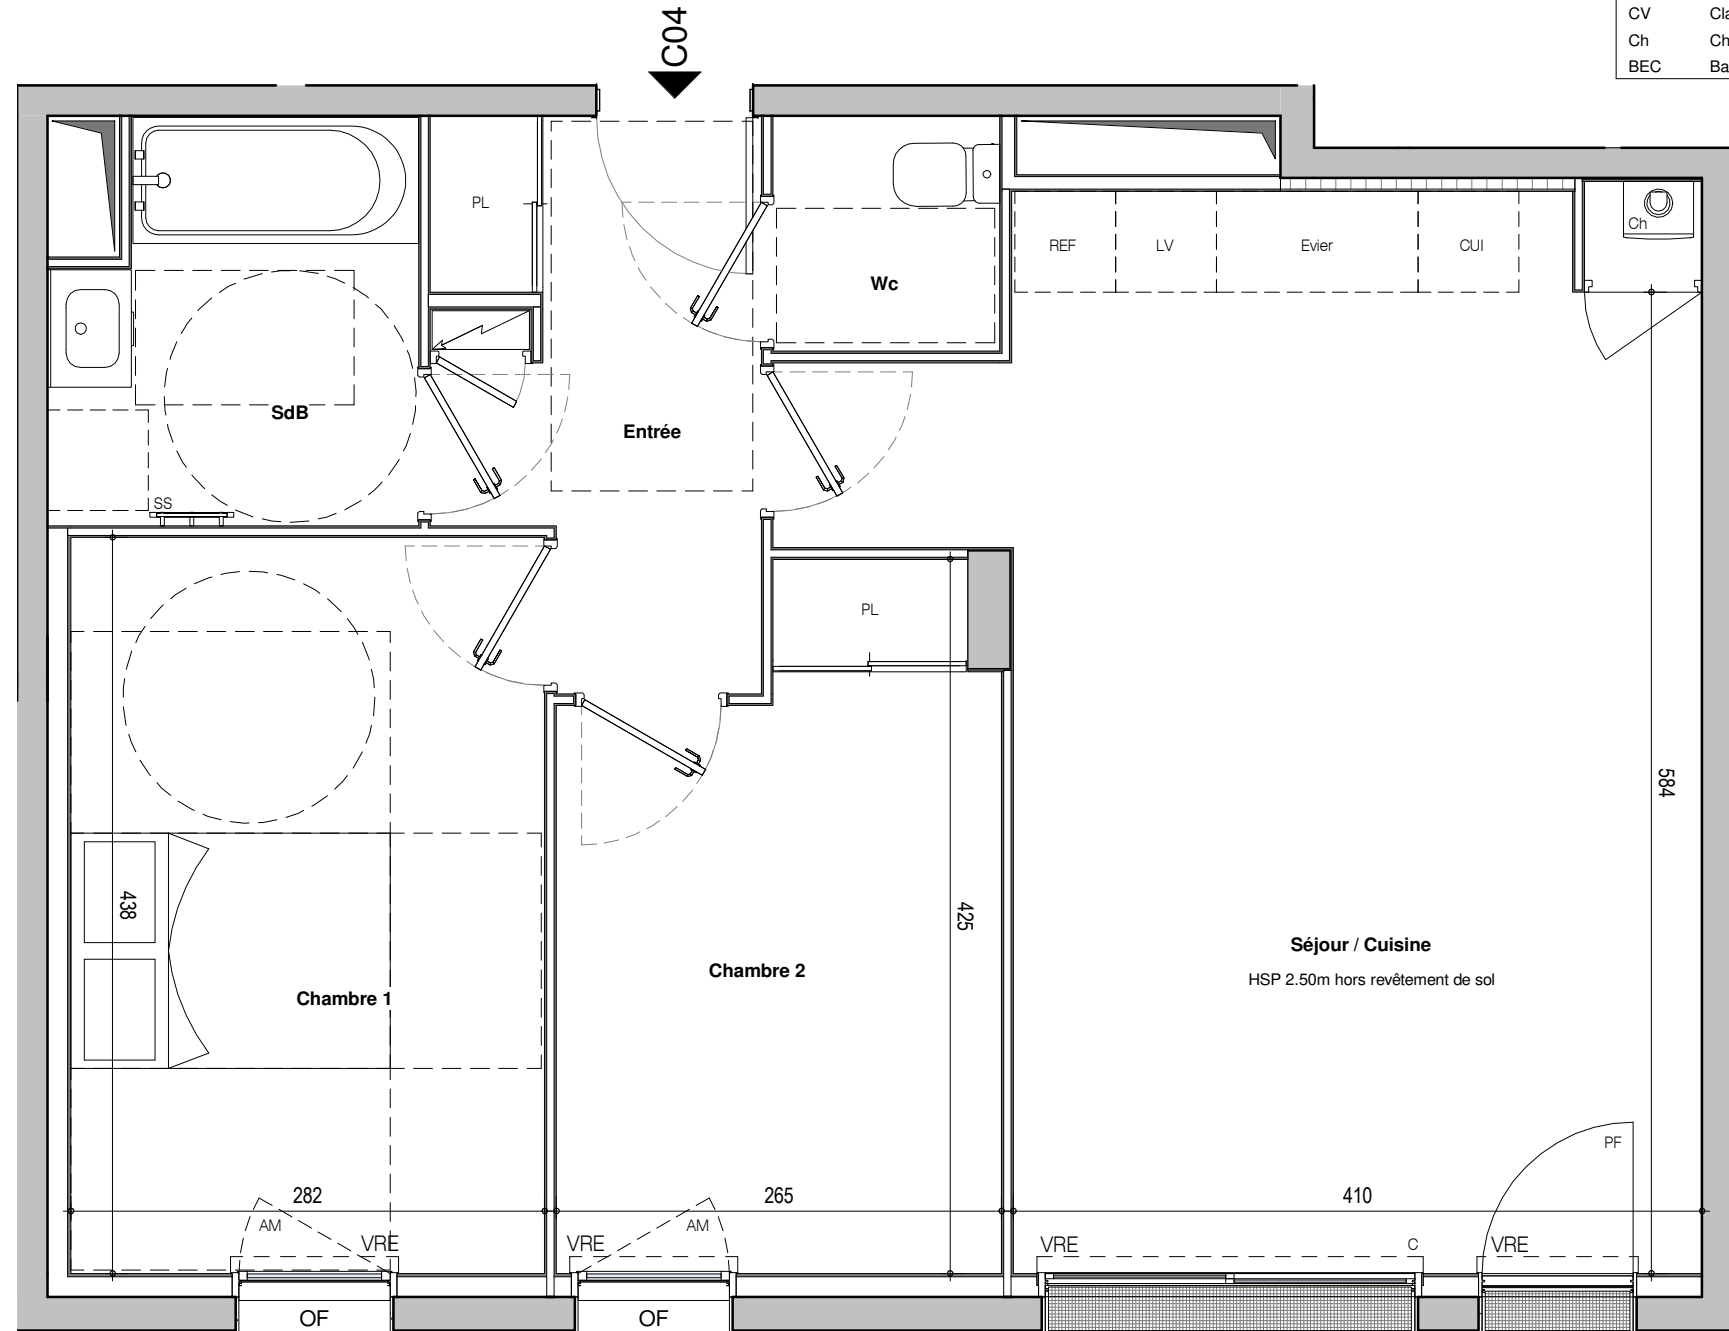 C04
CV
Ch
BEC
PL
Ch
REF
LV
Evier
CUI
Wc
SdB
Entrée
SS
PL
584
438
425
Séjour / Cuisine
Chambre 2
HSP 2.50m hors revêtement de sol
Chambre 1
PF
282
265
410
AM
AM
VRE
VRE
VRE
C
VRE
OF
OF